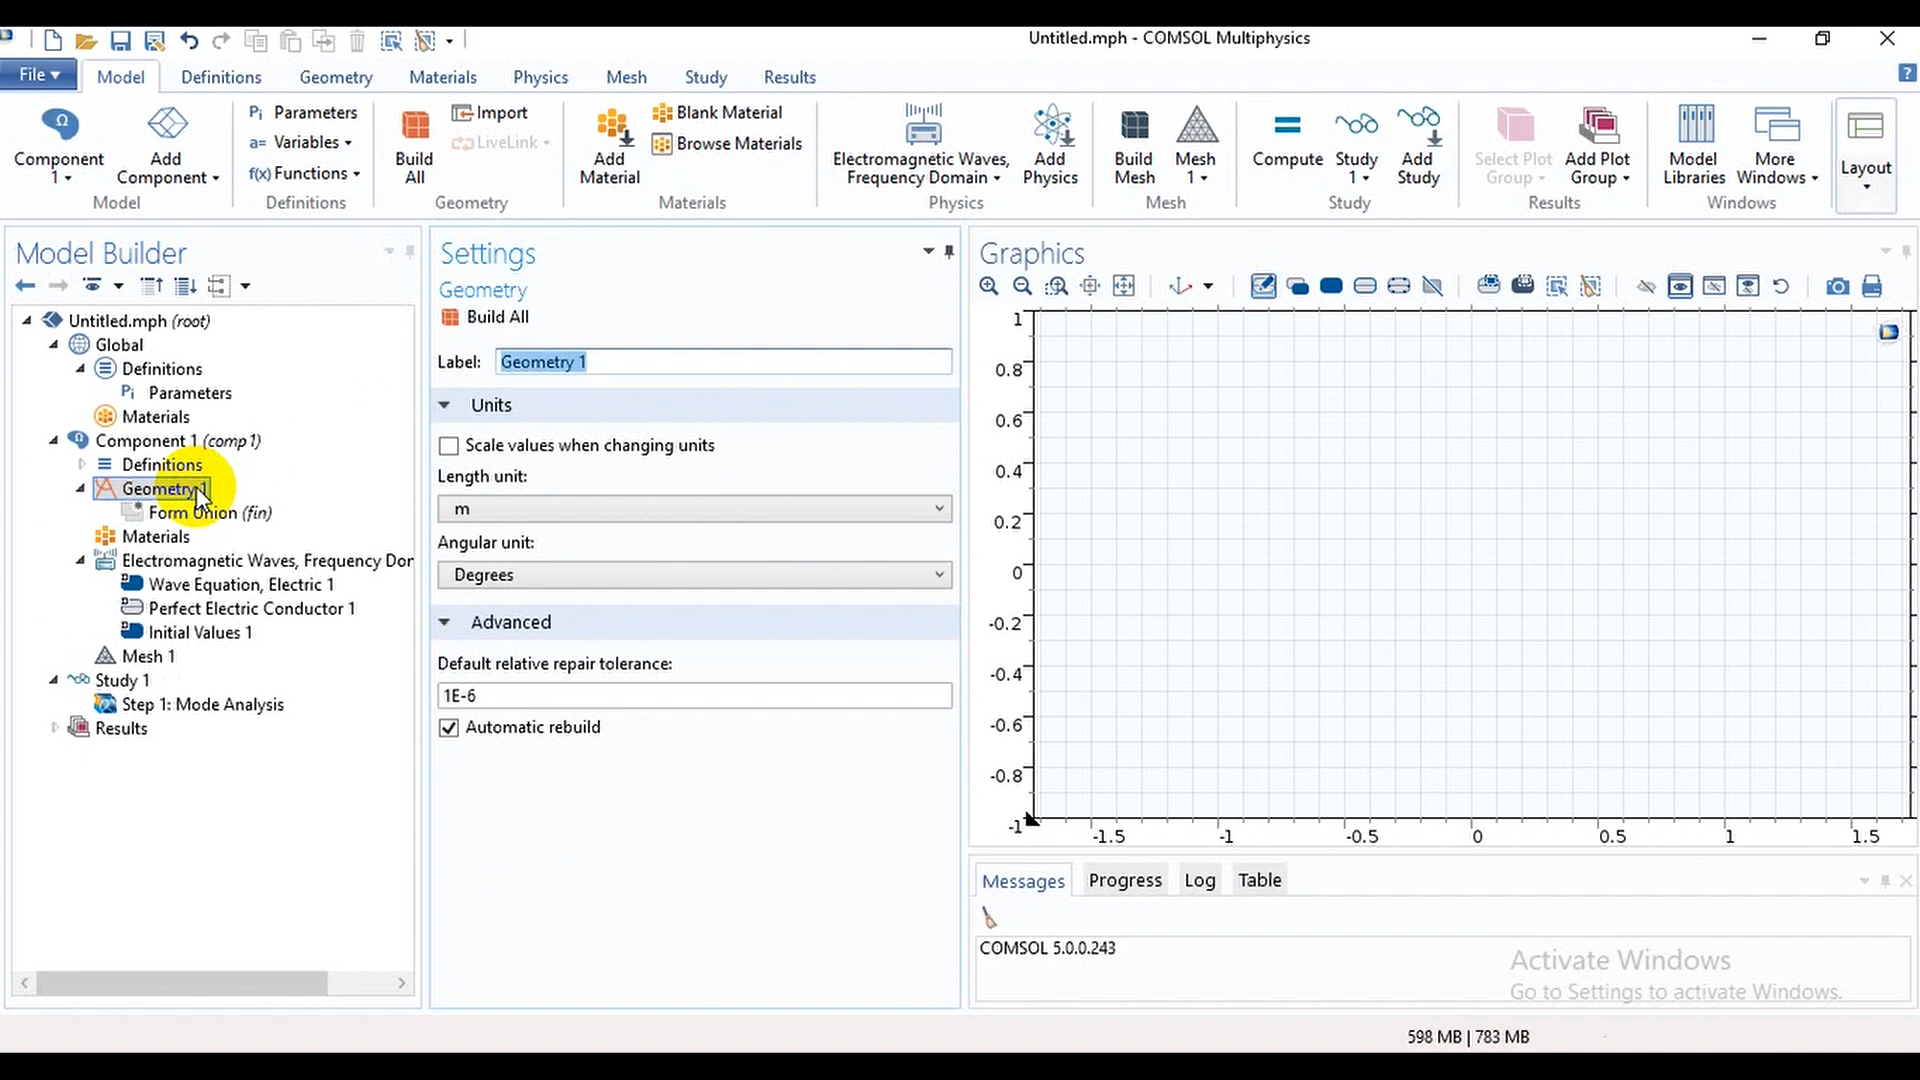 Untitled.mph - COMSOL Multiphysics
File Model Definitions Geometry Materials Physics Mesh Study Results
Component 1
Add Component
Model
Pi Parameters
a= Variables
f(x) Functions
Definitions
Build All
Import
LiveLink
Geometry
Add Material
Blank Material
Browse Materials
Materials
Electromagnetic Waves, Frequency Domain
Add Physics
Physics
Build Mesh
Mesh 1
Mesh
Compute
Study 1
Add Study
Study
Select Plot Group
Add Plot Group
Results
Model Libraries
More Windows
Windows
Layout
Model Builder
Untitled.mph (root)
Global
Definitions
Pi Parameters
Materials
Component 1 (comp1)
Definitions
Geometry 1
Form Union (fin)
Materials
Electromagnetic Waves, Frequency Dor
Wave Equation, Electric 1
Perfect Electric Conductor 1
Initial Values 1
Mesh 1
Study 1
Step 1: Mode Analysis
Results
Settings
Geometry
Build All
Label: Geometry 1
Units
Scale values when changing units
Length unit:
m
Angular unit:
Degrees
Advanced
Default relative repair tolerance:
1E-6
Automatic rebuild
Graphics
1
0.8
0.6
0.4
0.2
0
-0.2
-0.4
-0.6
-0.8
-1
-1.5 -1 -0.5 0 0.5 1 1.5
Messages Progress Log Table
COMSOL 5.0.0.243
Activate Windows
Go to Settings to activate Windows.
598 MB | 783 MB